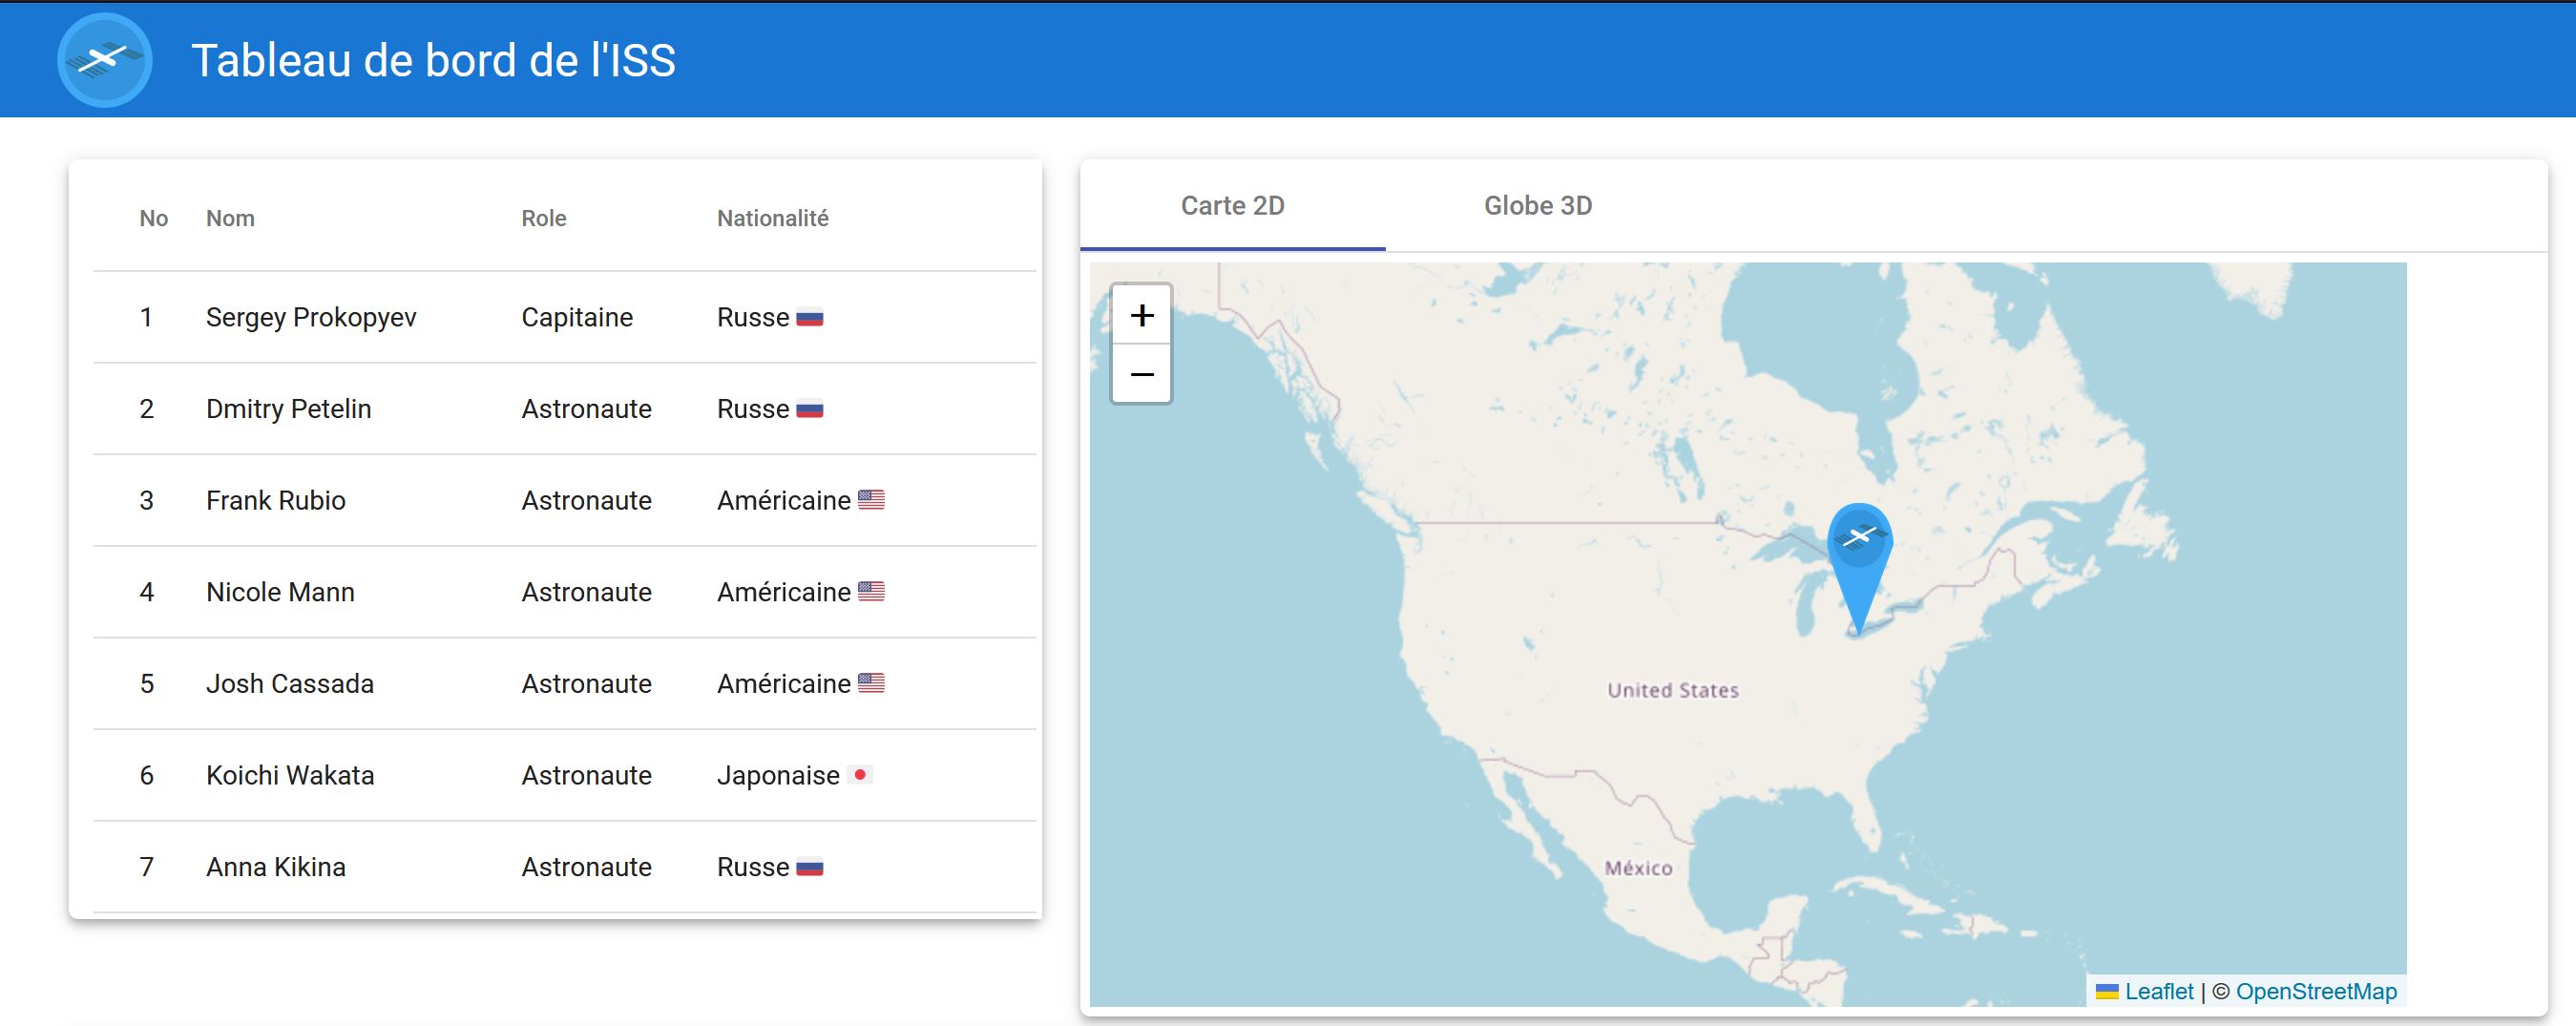 Tableau de bord de l'ISS
No Nom Role Nationalité
1 Sergey Prokopyev Capitaine Russe
2 Dmitry Petelin Astronaute Russe
3 Frank Rubio Astronaute Américaine
4 Nicole Mann Astronaute Américaine
5 Josh Cassada Astronaute Américaine
6 Koichi Wakata Astronaute Japonaise
7 Anna Kikina Astronaute Russe
Carte 2D Globe 3D
+
−
United States
México
Leaflet | © OpenStreetMap